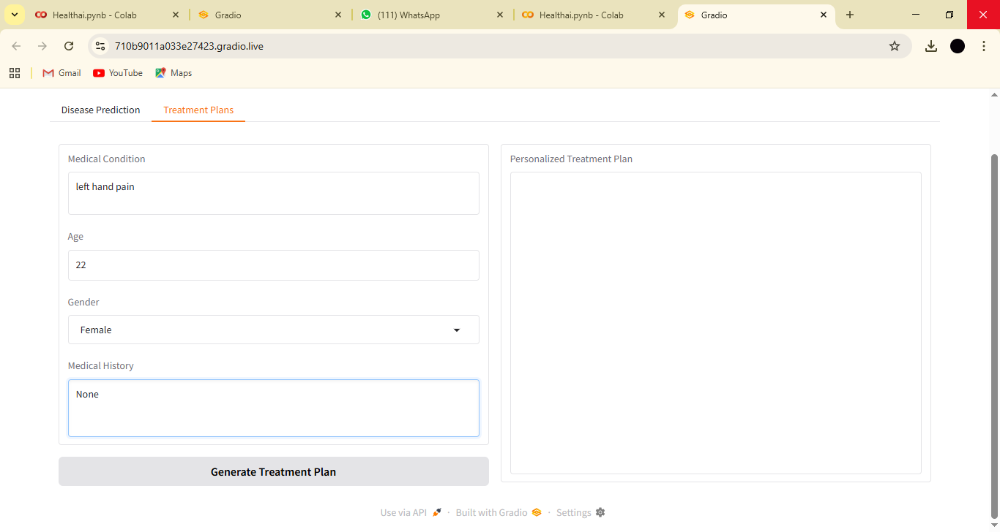 Healthai.pynb - Colab
Gradio
(111) WhatsApp
Healthai.pynb - Colab
Gradio
710b9011a033e27423.gradio.live
Gmail
YouTube
Maps
Disease Prediction
Treatment Plans
Medical Condition
left hand pain
Age
22
Gender
Female
Medical History
None
Generate Treatment Plan
Personalized Treatment Plan
Use via API · Built with Gradio · Settings